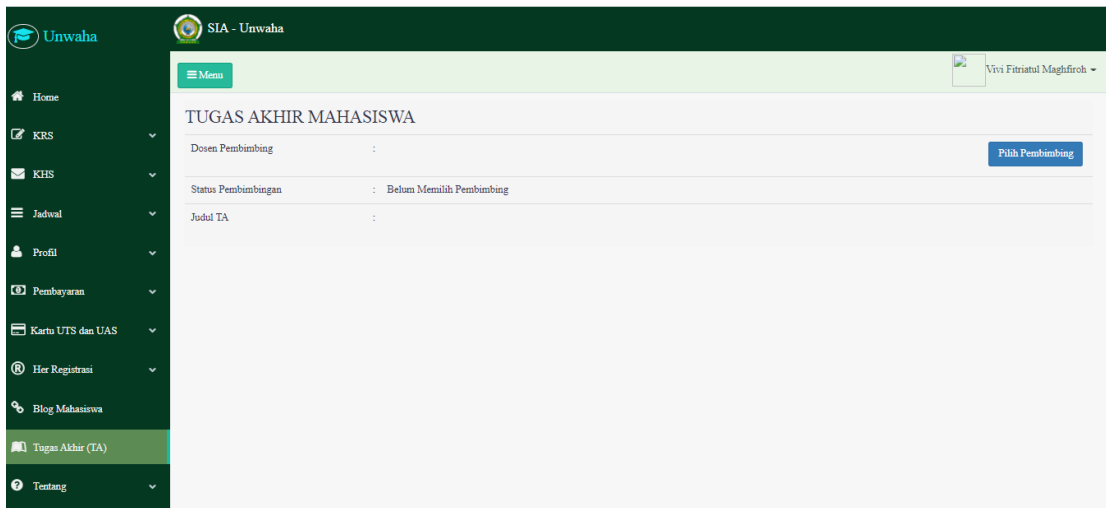 Unwaha
SIA - Unwaha
Menu
Vivi Fitriatul Maghfiroh
Home
KRS
KHS
Jadwal
Profil
Pembayaran
Kartu UTS dan UAS
Her Registrasi
Blog Mahasiswa
Tugas Akhir (TA)
Tentang
TUGAS AKHIR MAHASISWA
Dosen Pembimbing :
Pilih Pembimbing
Status Pembimbingan : Belum Memilih Pembimbing
Judul TA :